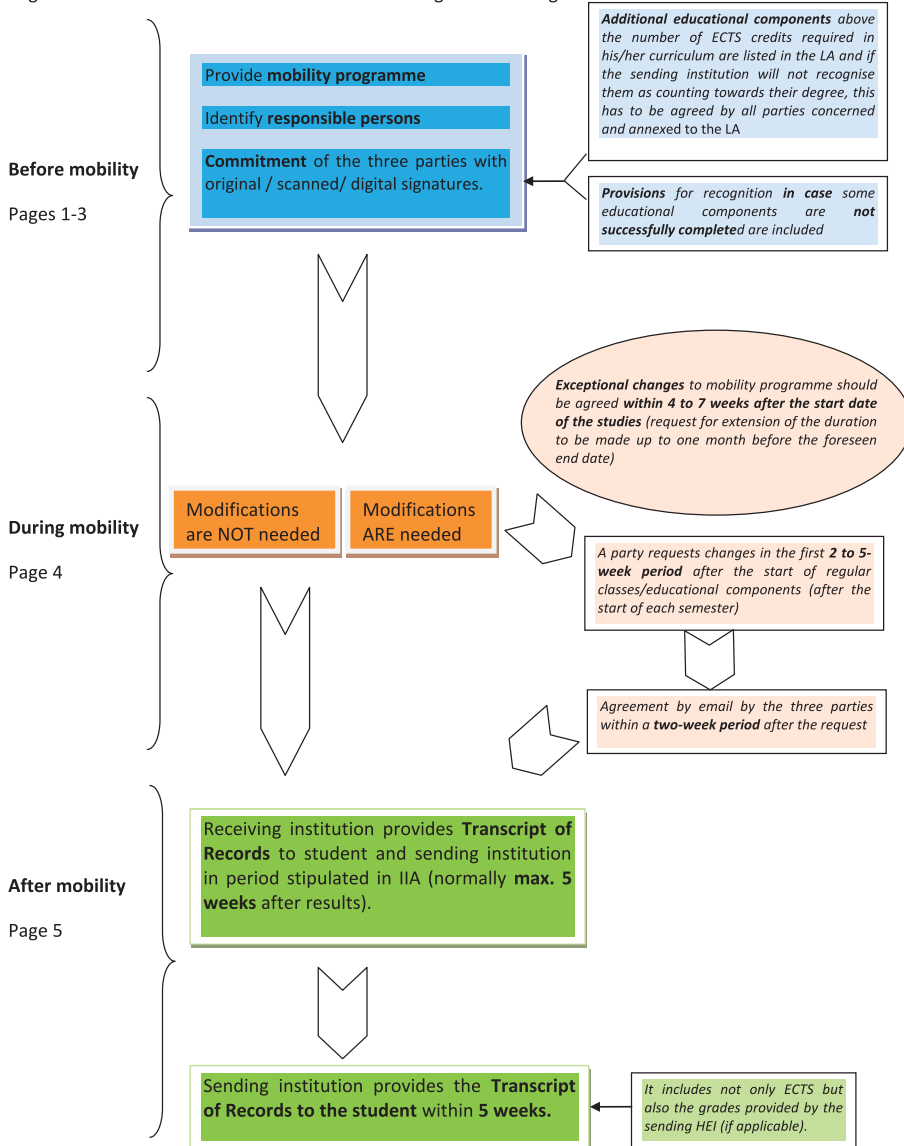 Additional educational components above
the number of ECTS credits required in
his/her curriculum are listed in the LA and if
the sending institution will not recognise
them as counting towards their degree, this
has to be agreed by all parties concerned
and annexed to the LA
Provide mobility programme
Identify responsible persons
Commitment of the three parties with
original / scanned/ digital signatures.
Before mobility
Pages 1-3
Provisions for recognition in case some
educational components are not
successfully completed are included
Exceptional changes to mobility programme should
be agreed within 4 to 7 weeks after the start date
of the studies (request for extension of the duration
to be made up to one month before the foreseen
end date)
During mobility
Page 4
Modifications
are NOT needed
Modifications
ARE needed
A party requests changes in the first 2 to 5-
week period after the start of regular
classes/educational components (after the
start of each semester)
Agreement by email by the three parties
within a two-week period after the request
After mobility
Page 5
Receiving institution provides Transcript of
Records to student and sending institution
in period stipulated in IIA (normally max. 5
weeks after results).
Sending institution provides the Transcript
of Records to the student within 5 weeks.
It includes not only ECTS but
also the grades provided by the
sending HEI (if applicable).